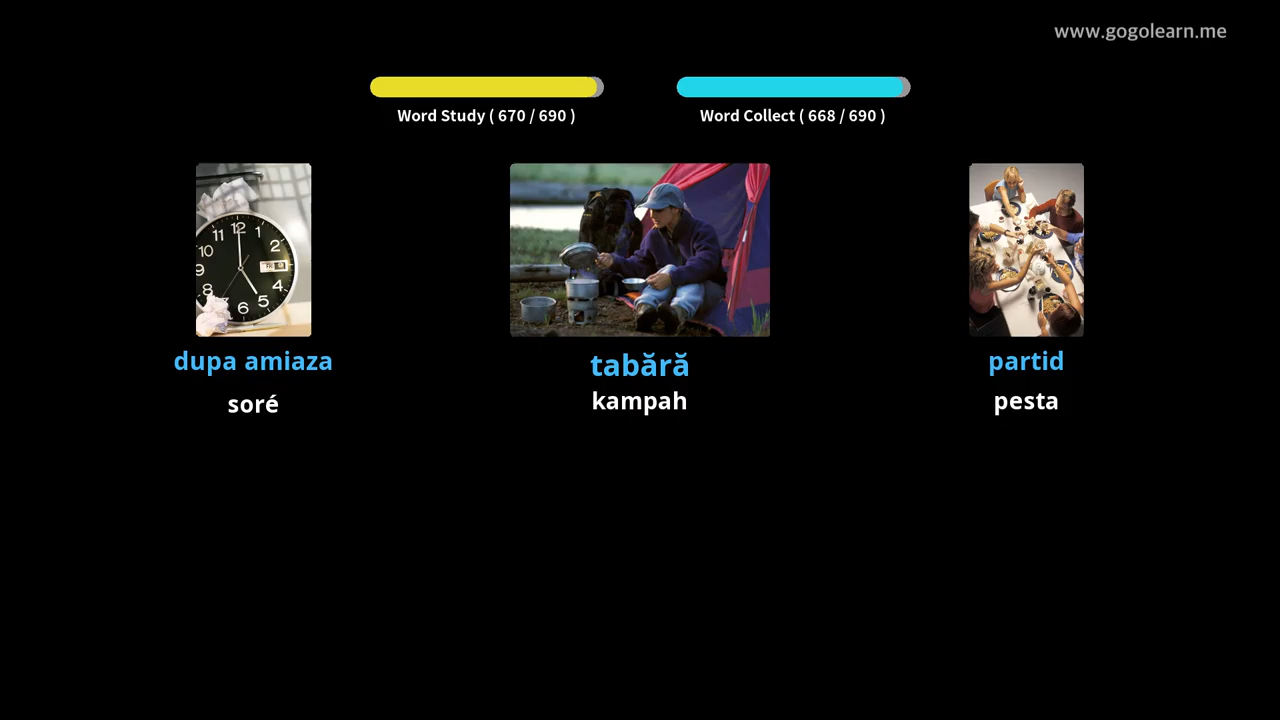 www.gogolearn.me
Word Study ( 670 / 690 )
Word Collect ( 668 / 690 )
dupa amiaza
soré
tabără
kampah
partid
pesta